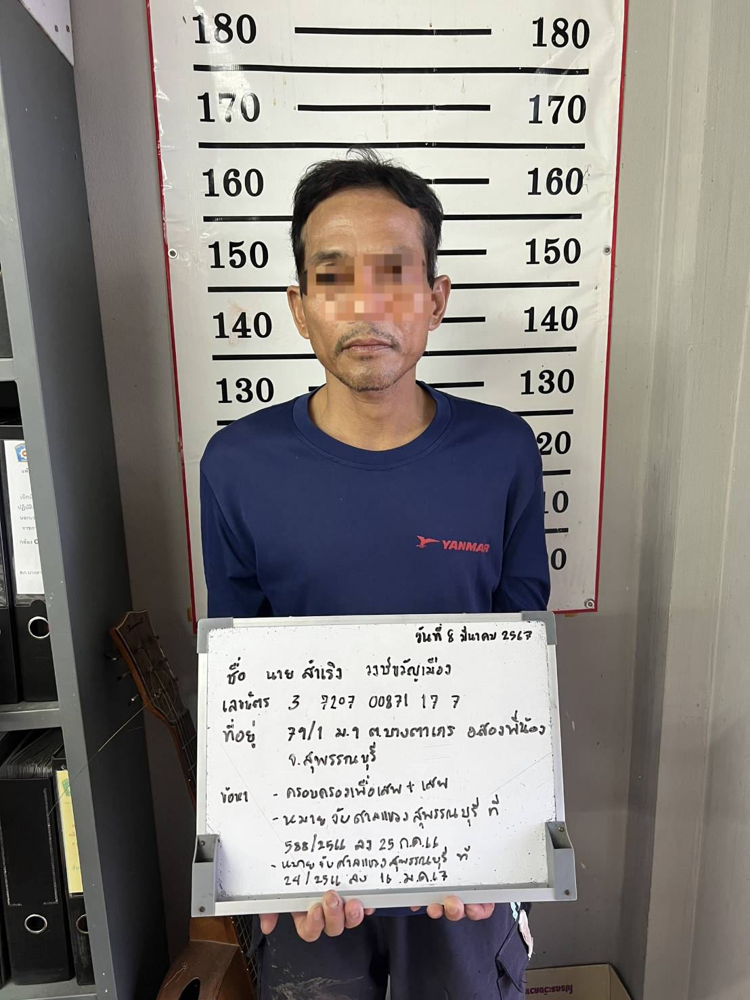 180 180
170 170
160 160
150 150
140 140
130 130
20
10
0
YANMAR
วันที่ 8 มีนาคม 2567
ชื่อ นาย สำเริง วงษ์ขวัญเมือง
เลขบัตร 3 7207 00871 17 7
ที่อยู่ 79/1 ม.9 ต.บางตาเถร อ.สองพี่น้อง
จ.สุพรรณบุรี
ข้อหา - ครอบครองเพื่อเสพ + เสพ
- หมายจับศาลแขวงสุพรรณบุรี ที่
588/2566 ลง 25 ก.ค.66
- หมายจับศาลแขวงสุพรรณบุรี ที่
24/2566 ลง 16 ม.ค.67